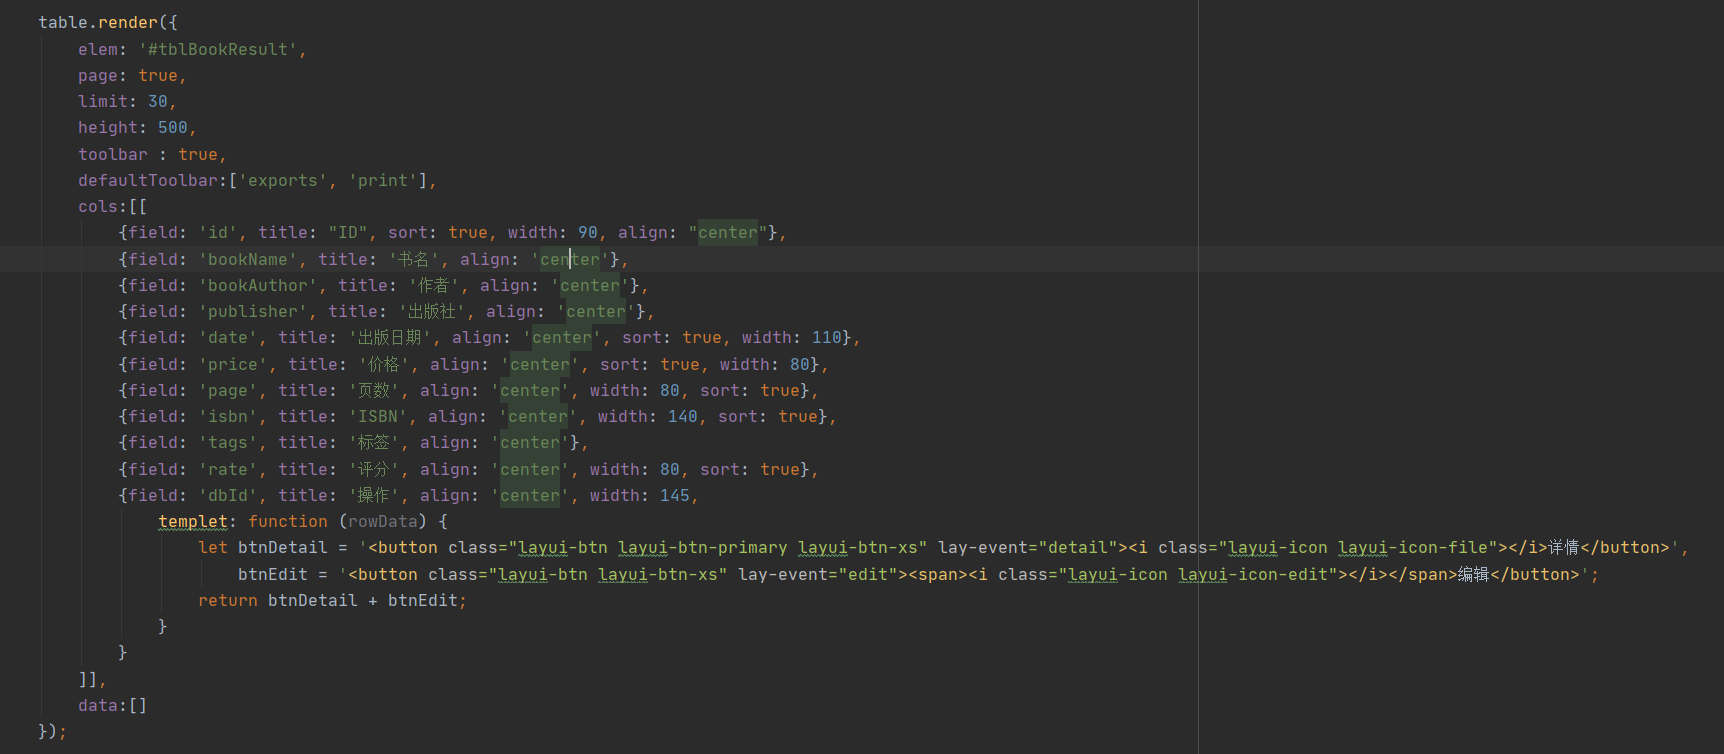 table.render({
elem: '#tblBookResult',
page: true,
limit: 30,
height: 500,
toolbar : true,
defaultToolbar:['exports', 'print'],
cols:[[
{field: 'id', title: "ID", sort: true, width: 90, align: "center"},
{field: 'bookName', title: '书名', align: 'center'},
{field: 'bookAuthor', title: '作者', align: 'center'},
{field: 'publisher', title: '出版社', align: 'center'},
{field: 'date', title: '出版日期', align: 'center', sort: true, width: 110},
{field: 'price', title: '价格', align: 'center', sort: true, width: 80},
{field: 'page', title: '页数', align: 'center', width: 80, sort: true},
{field: 'isbn', title: 'ISBN', align: 'center', width: 140, sort: true},
{field: 'tags', title: '标签', align: 'center'},
{field: 'rate', title: '评分', align: 'center', width: 80, sort: true},
{field: 'dbId', title: '操作', align: 'center', width: 145,
templet: function (rowData) {
let btnDetail = '<button class="layui-btn layui-btn-primary layui-btn-xs" lay-event="detail"><i class="layui-icon layui-icon-file"></i>详情</button>',
btnEdit = '<button class="layui-btn layui-btn-xs" lay-event="edit"><span><i class="layui-icon layui-icon-edit"></i></span>编辑</button>';
return btnDetail + btnEdit;
}
}
]],
data:[]
});